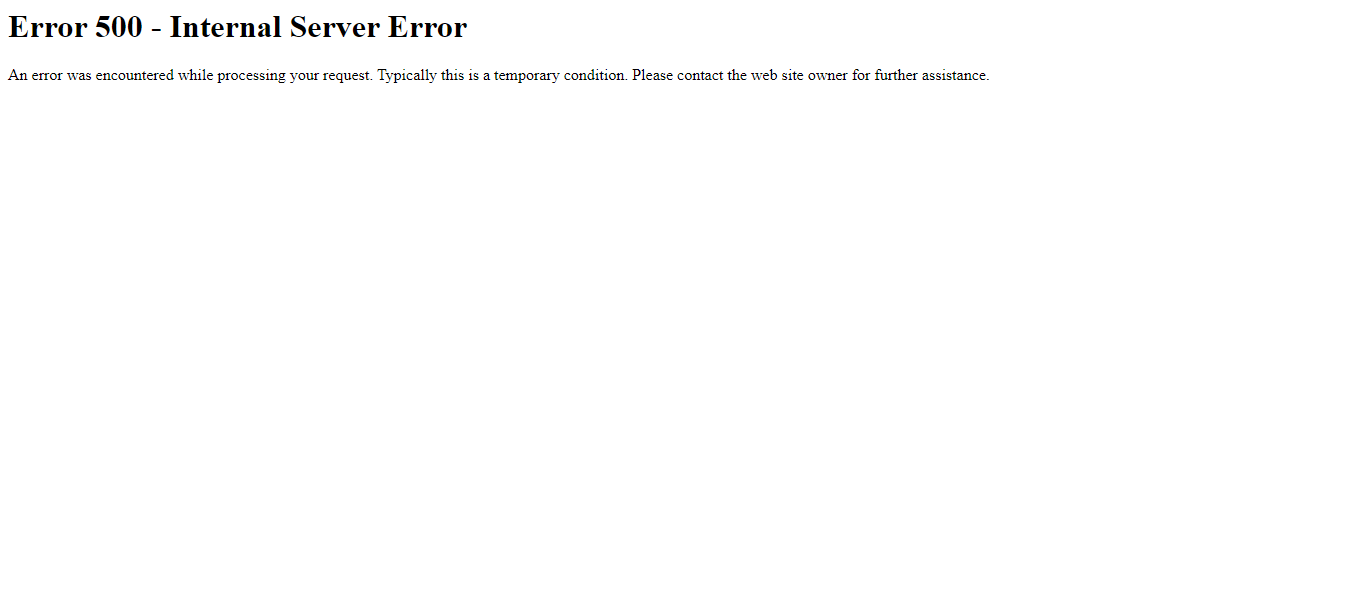 Error 500 - Internal Server Error
An error was encountered while processing your request. Typically this is a temporary condition. Please contact the web site owner for further assistance.